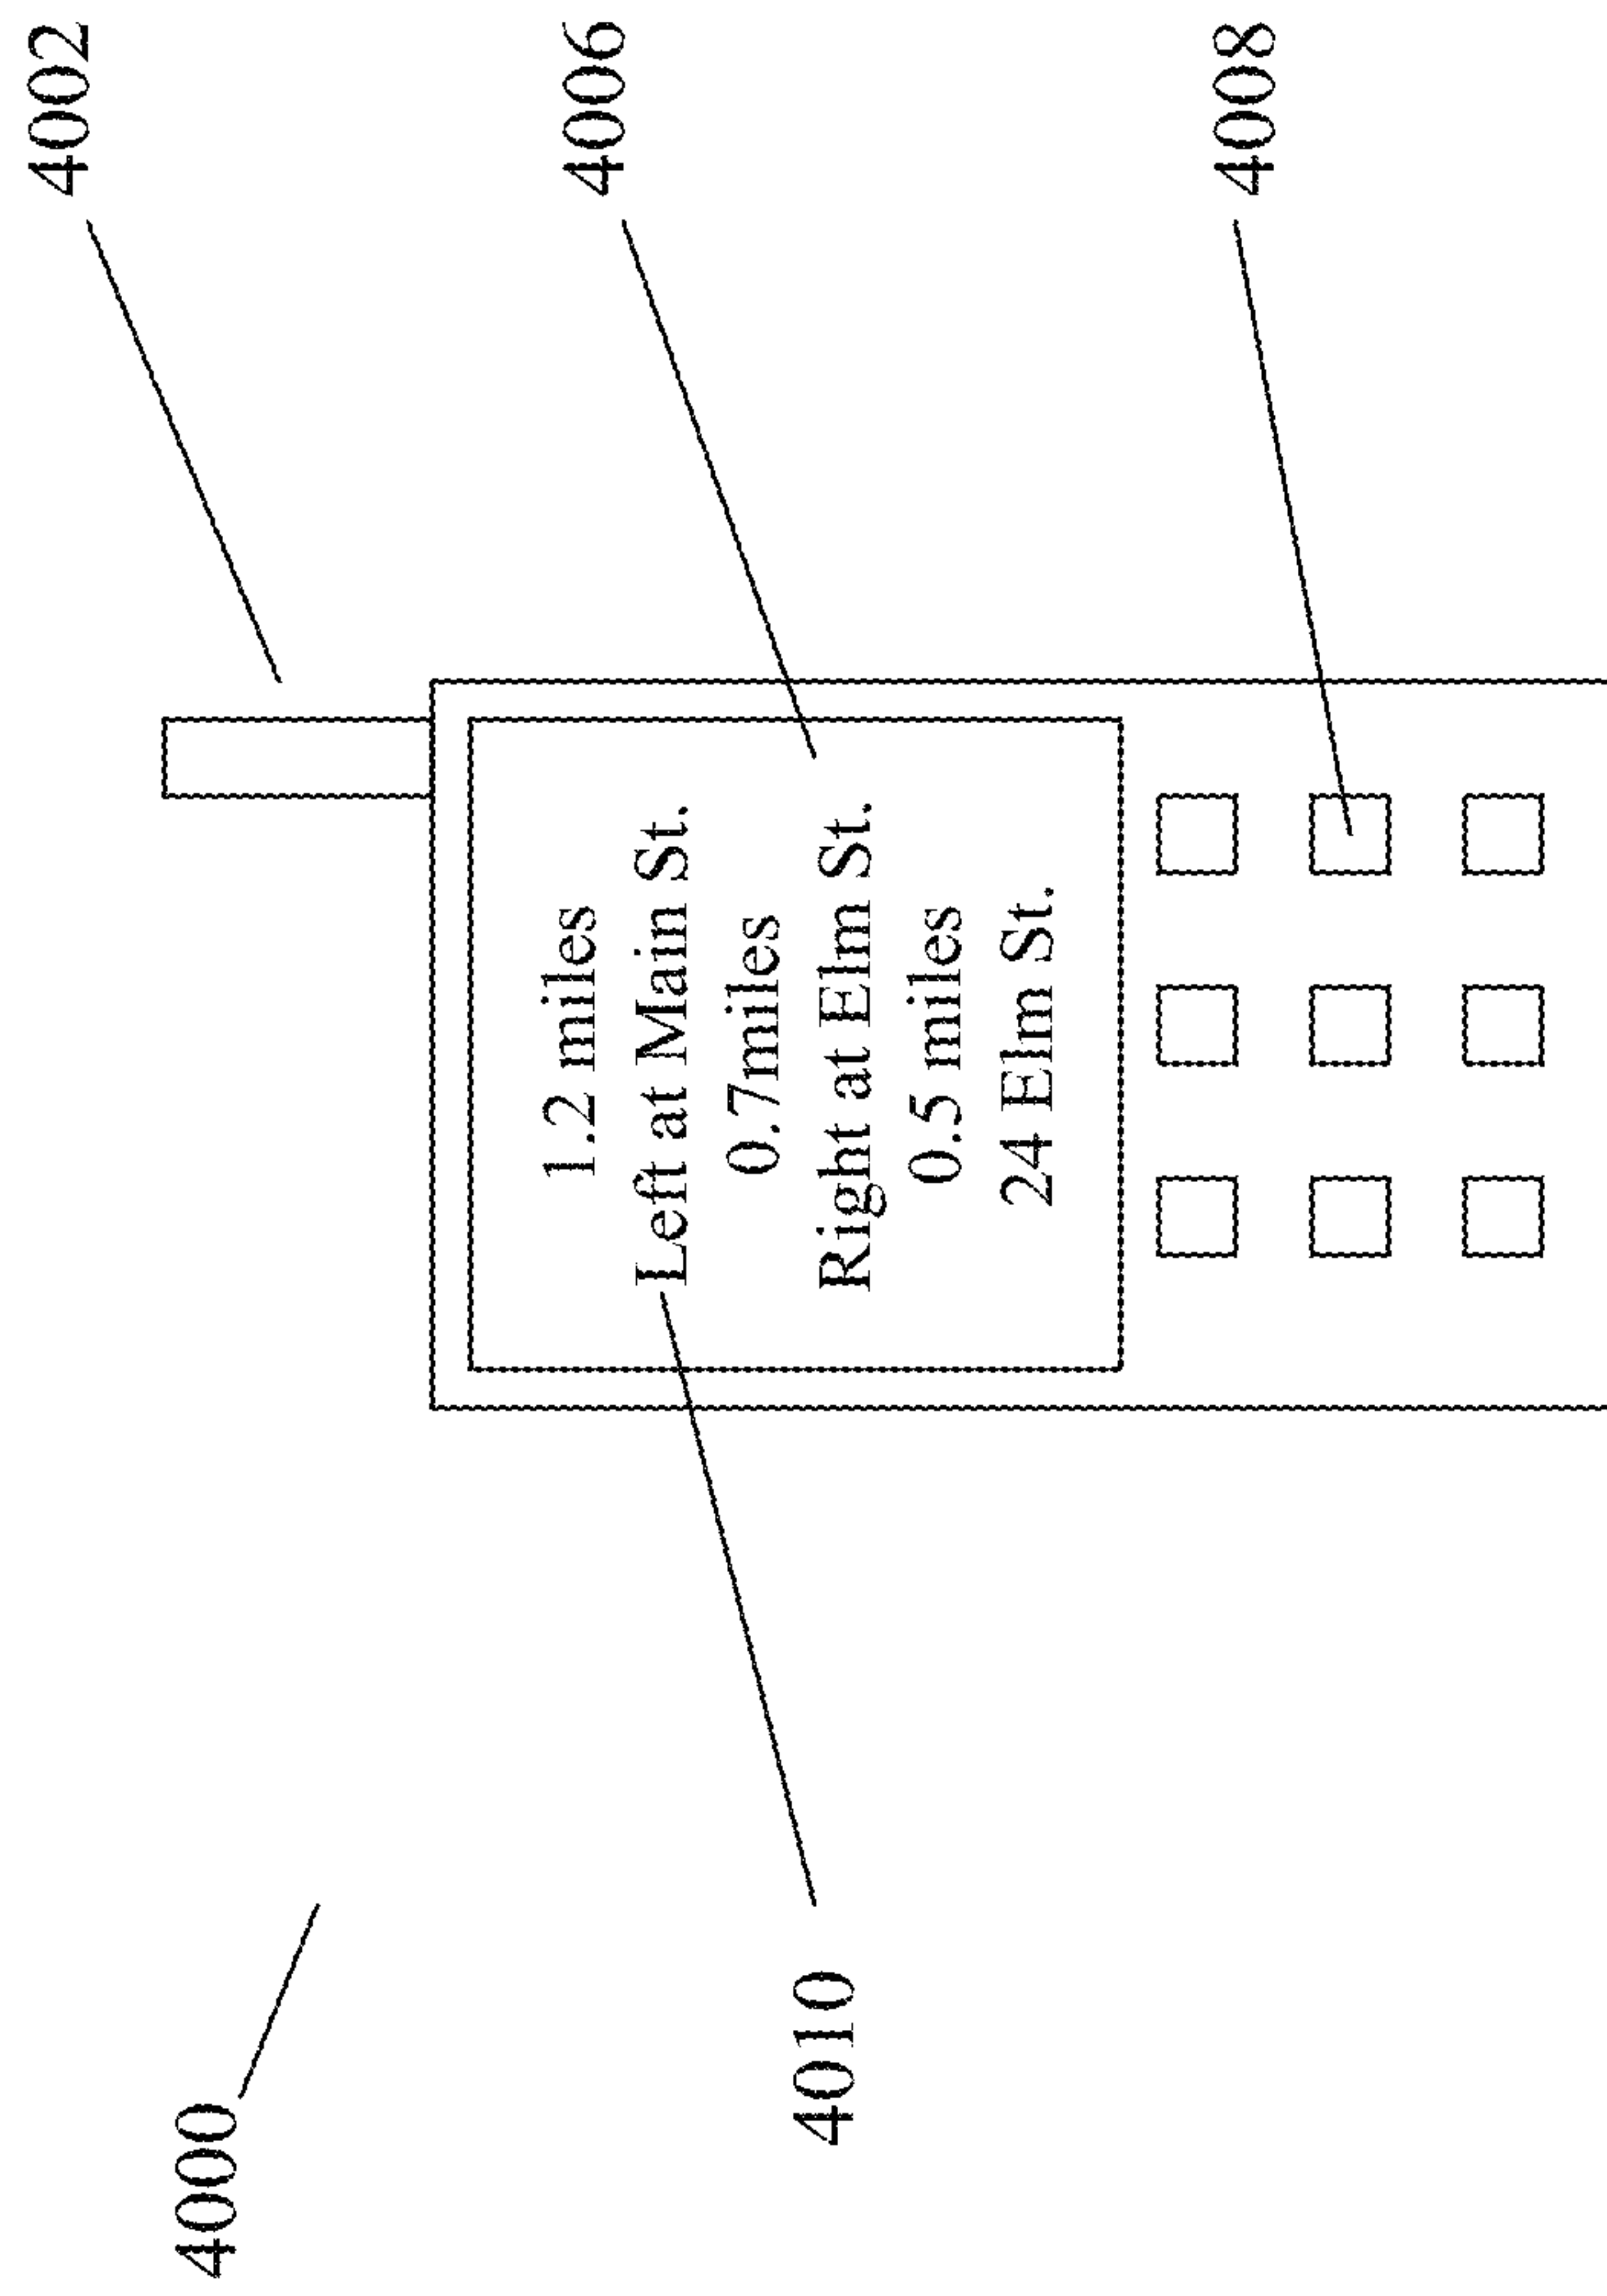 4002
4000
4006
1.2 miles
Left at Main St.
0.7miles
Right at Elm St.
0.5 miles
24 Elm St.
4010
4008